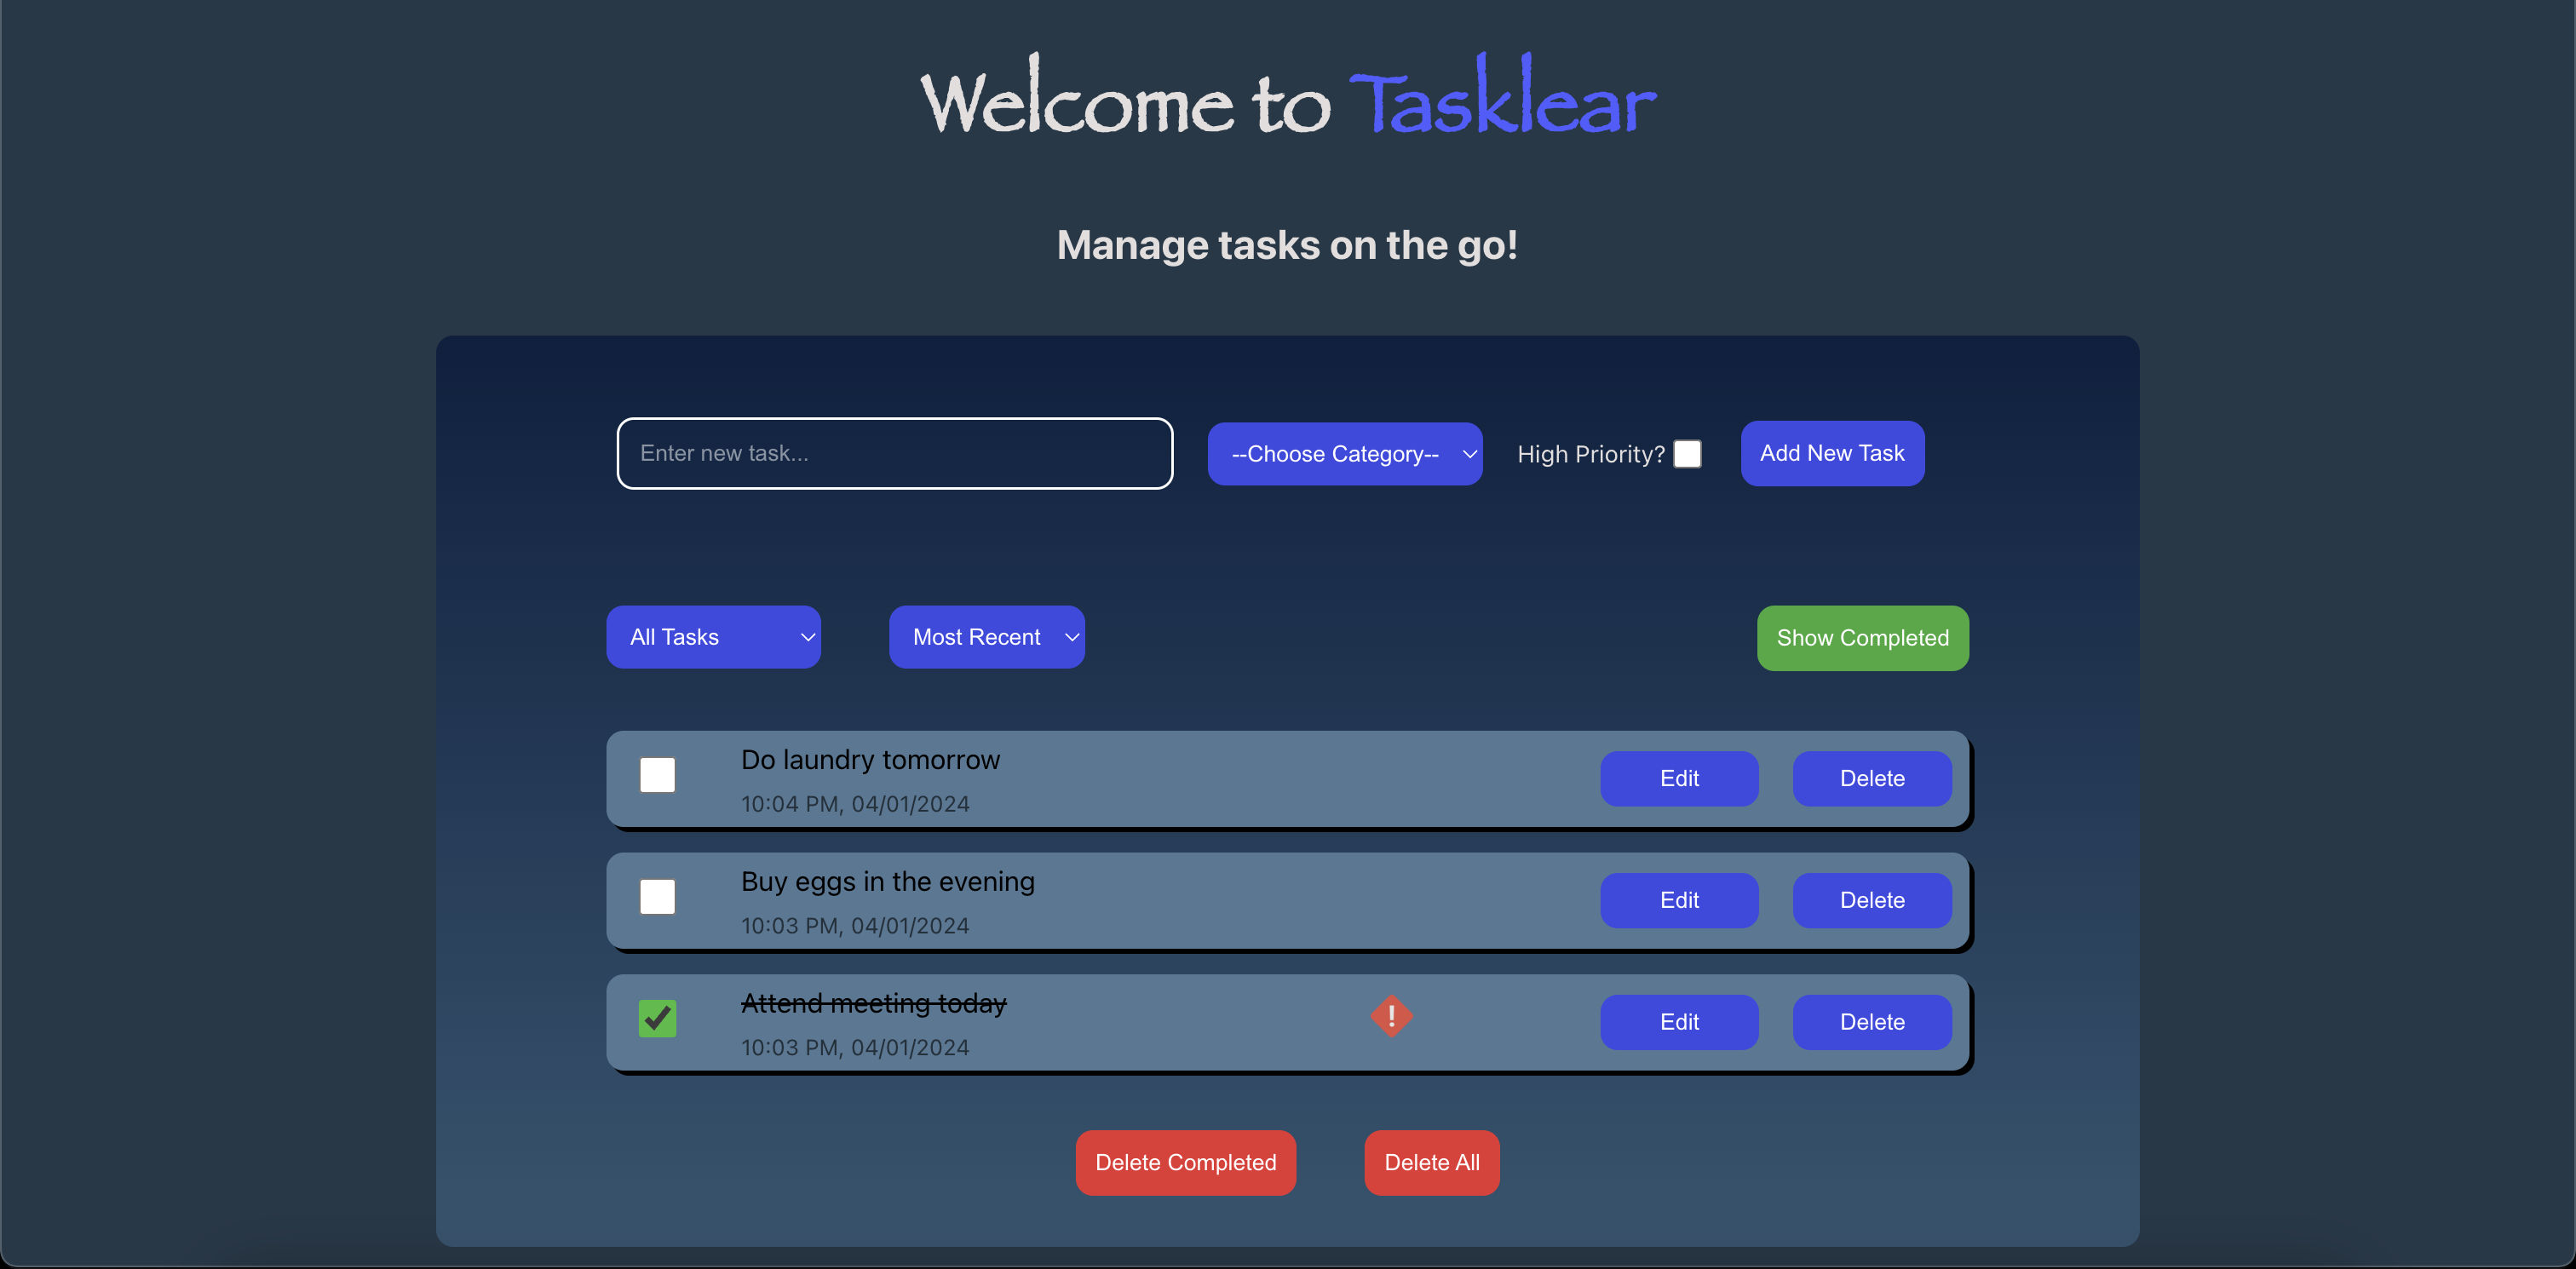 Welcome to Tasklear
Manage tasks on the go!
Enter new task...
--Choose Category--
High Priority?
Add New Task
All Tasks
Most Recent
Show Completed
Do laundry tomorrow
10:04 PM, 04/01/2024
Edit
Delete
Buy eggs in the evening
10:03 PM, 04/01/2024
Edit
Delete
Attend meeting today
10:03 PM, 04/01/2024
!
Edit
Delete
Delete Completed
Delete All